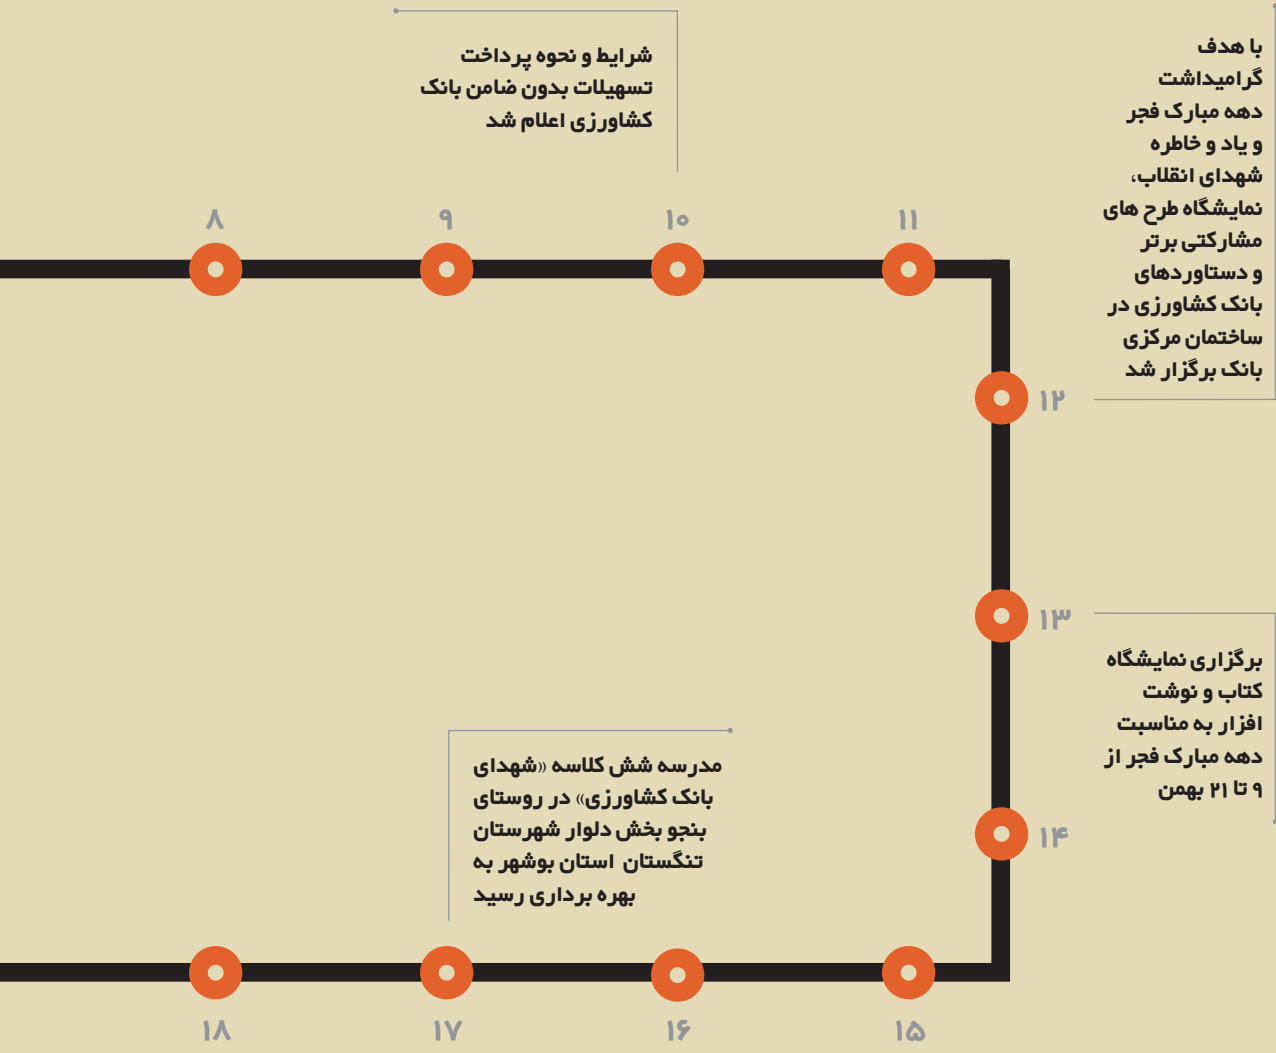 شرایط و نحوه پرداخت
تسهیلات بدون ضامن بانک
کشاورزی اعلام شد
۸
۹
۱۰
۱۱
با هدف
گرامیداشت
دهه مبارک فجر
و یاد و خاطره
شهدای انقلاب،
نمایشگاه طرح های
مشارکتی برتر
و دستاوردهای
بانک کشاورزی در
ساختمان مرکزی
بانک برگزار شد
۱۲
۱۳
برگزاری نمایشگاه
کتاب و نوشت
افزار به مناسبت
دهه مبارک فجر از
۹ تا ۲۱ بهمن
۱۴
مدرسه شش کلاسه «شهدای
بانک کشاورزی» در روستای
بنجو بخش دلوار شهرستان
تنگستان استان بوشهر به
بهره برداری رسید
۱۵
۱۶
۱۷
۱۸